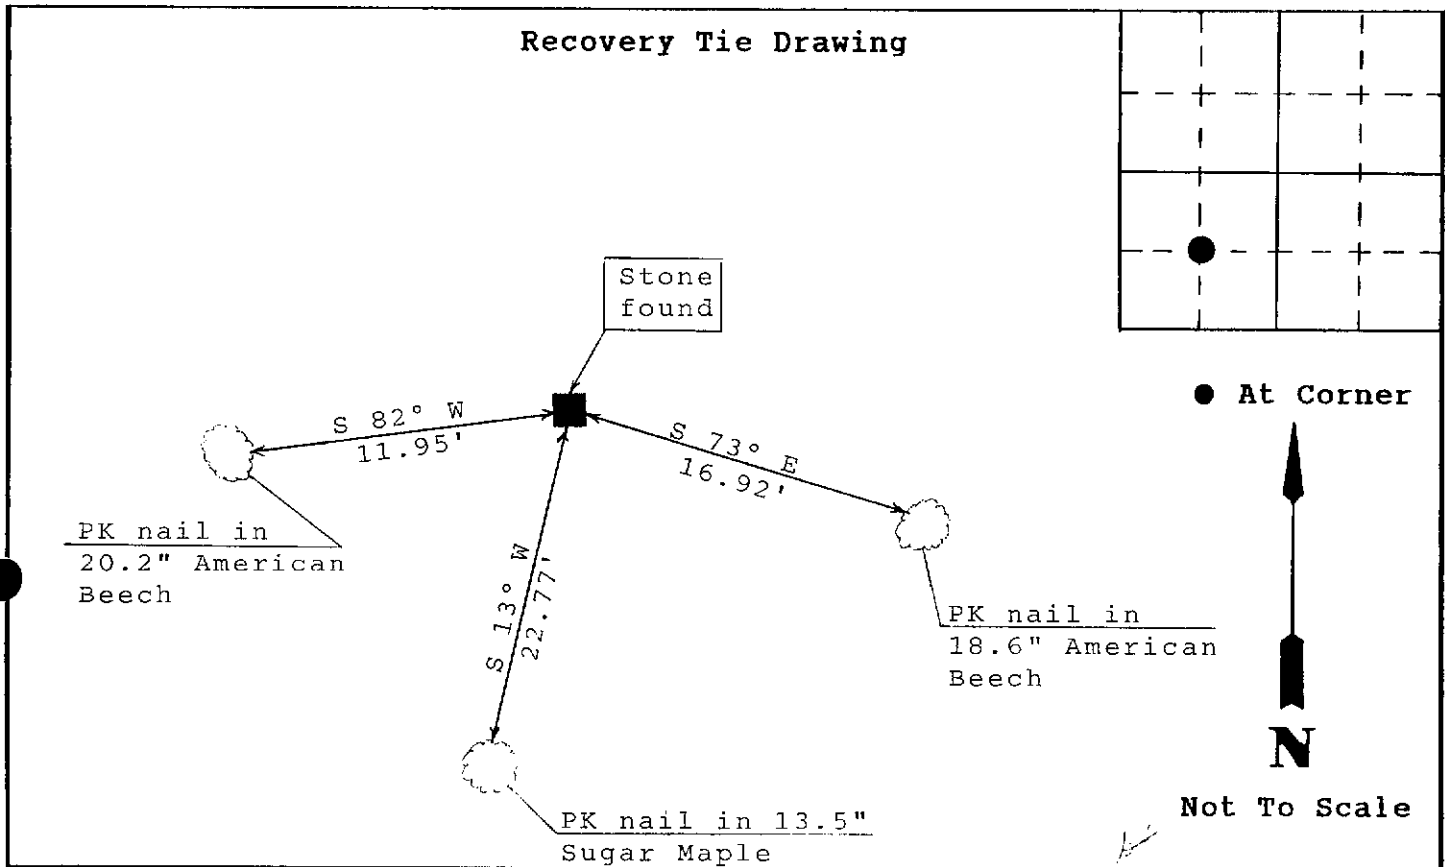 Recovery Tie Drawing
Stone
found
● At Corner
S 82° W
11.95'
S 73° E
16.92'
S 13° W
22.77'
PK nail in
20.2" American
Beech
PK nail in
18.6" American
Beech
PK nail in 13.5"
Sugar Maple
N
Not To Scale